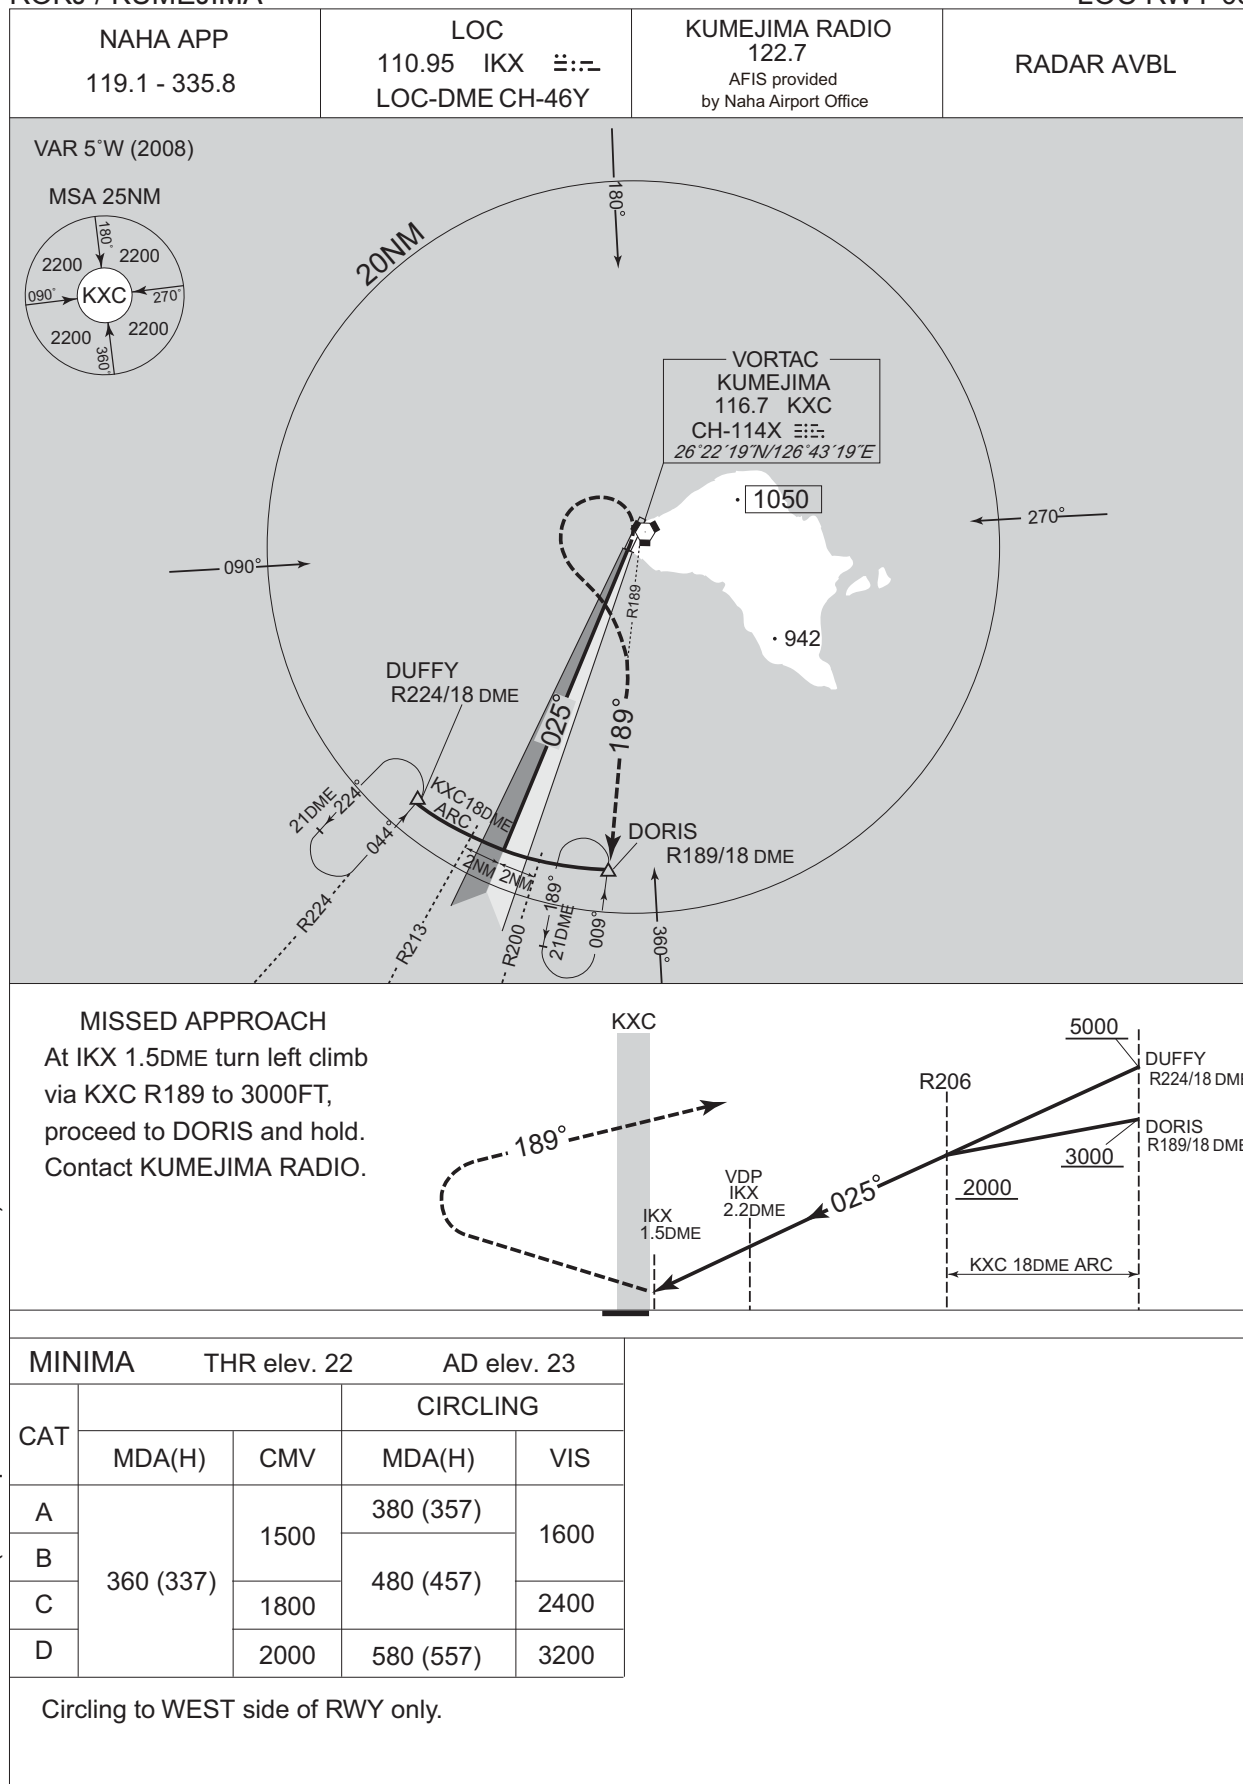 NAHA APP
119.1 - 335.8
LOC
110.95 IKX
LOC-DME CH-46Y
KUMEJIMA RADIO
122.7
AFIS provided
by Naha Airport Office
RADAR AVBL
VAR 5˚W (2008)
MSA 25NM
180˚
2200
2200
090˚
KXC
270˚
2200
2200
360˚
20NM
180˚
VORTAC
KUMEJIMA
116.7 KXC
CH-114X
26˚22´19˝N/126˚43´19˝E
1050
270˚
090˚
R189
942
DUFFY
R224/18 DME
025˚
189˚
21DME
224˚
044˚
KXC18DME
ARC
DORIS
R189/18 DME
2NM
2NM
189˚
21DME
009˚
360˚
R224
R213
R200
MISSED APPROACH
At IKX 1.5DME turn left climb
via KXC R189 to 3000FT,
proceed to DORIS and hold.
Contact KUMEJIMA RADIO.
KXC
189˚
IKX
1.5DME
VDP
IKX
2.2DME
025˚
R206
2000
5000
DUFFY
R224/18 DME
DORIS
R189/18 DME
3000
KXC 18DME ARC
MINIMA THR elev. 22 AD elev. 23
CAT
CIRCLING
MDA(H) CMV MDA(H) VIS
A 380 (357)
1500 1600
B
360 (337) 480 (457)
C 1800 2400
D 2000 580 (557) 3200
Circling to WEST side of RWY only.